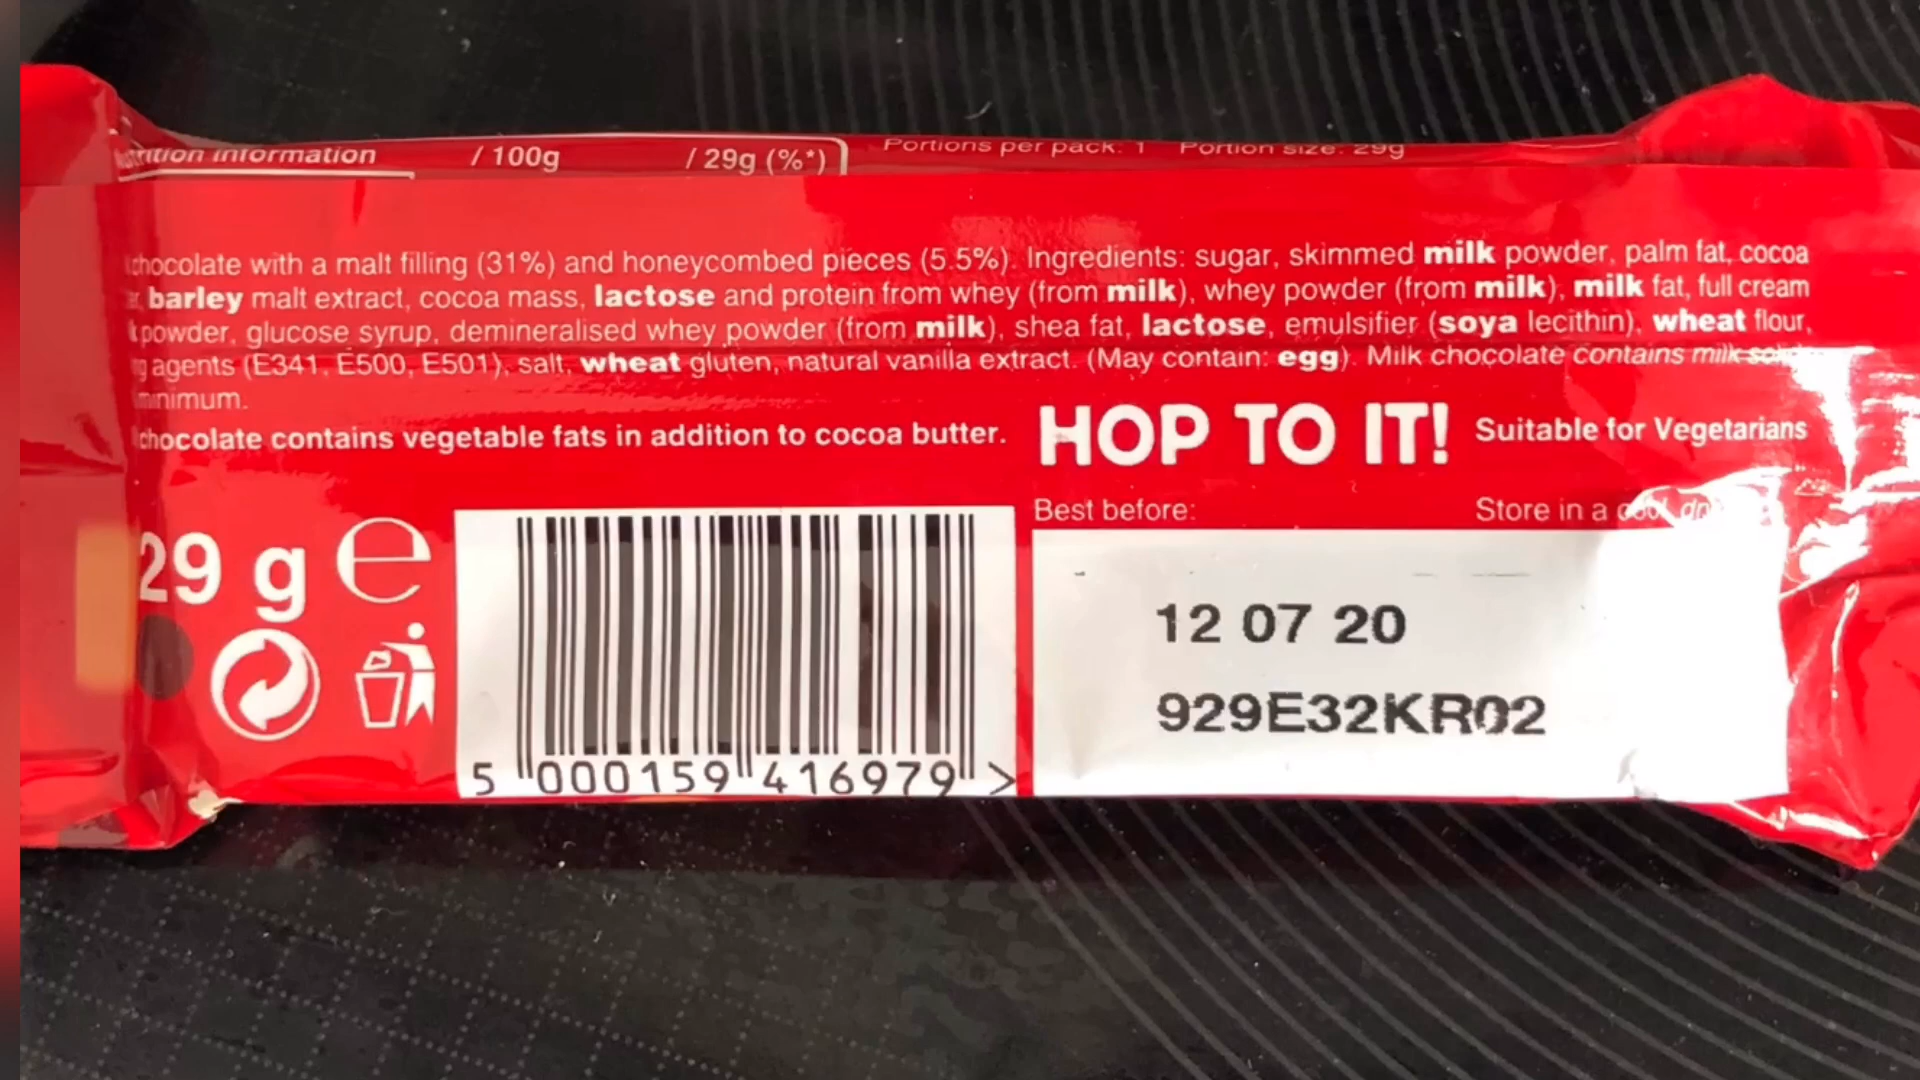 Nutrition information / 100g / 29g (%*) Portions per pack: 1 Portion size: 29g
chocolate with a malt filling (31%) and honeycombed pieces (5.5%). Ingredients: sugar, skimmed milk powder, palm fat, cocoa
barley malt extract, cocoa mass, lactose and protein from whey (from milk), whey powder (from milk), milk fat, full cream
powder, glucose syrup, demineralised whey powder (from milk), shea fat, lactose, emulsifier (soya lecithin), wheat flour,
agents (E341, E500, E501), salt, wheat gluten, natural vanilla extract. (May contain: egg). Milk chocolate contains milk
minimum.
chocolate contains vegetable fats in addition to cocoa butter.
HOP TO IT!
Suitable for Vegetarians
Best before:
Store in a cool
29 g e
12 07 20
929E32KR02
5 000159 416979 >